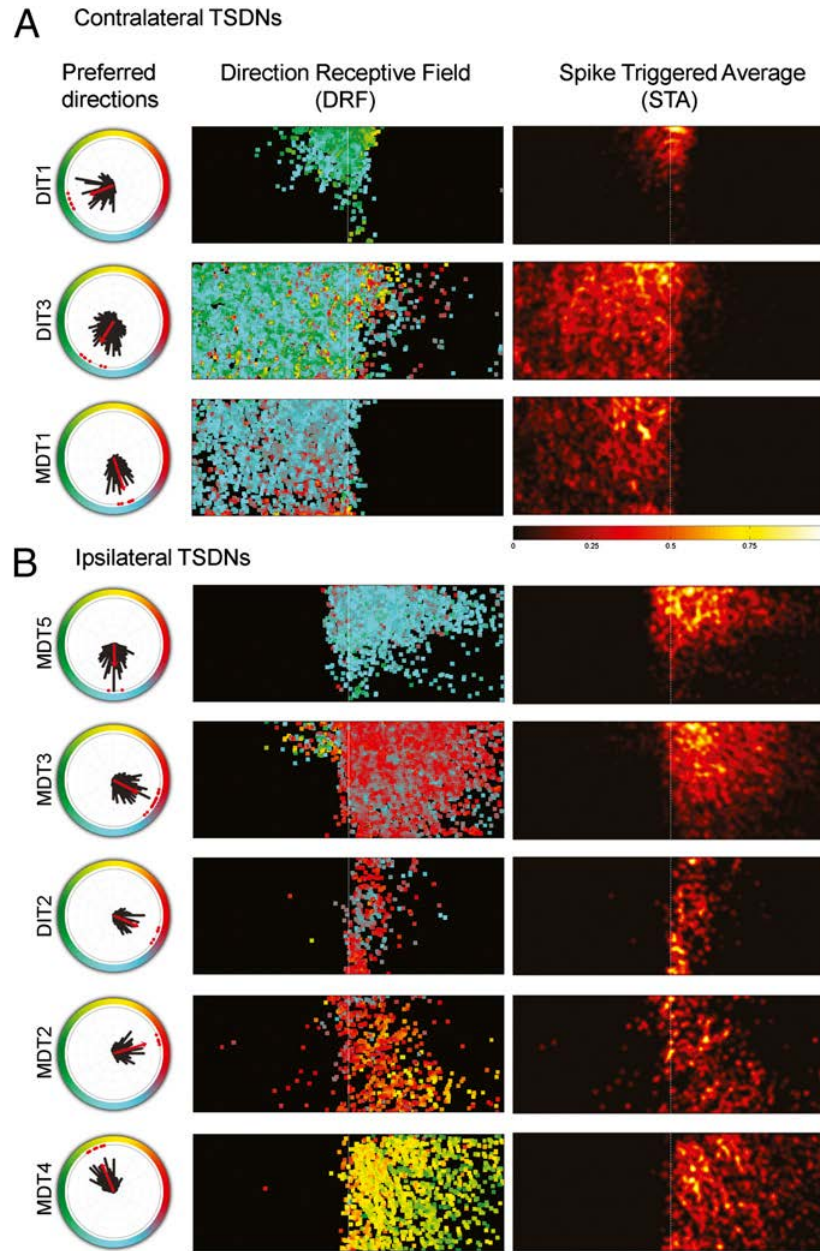 A Contralateral TSDNs
Preferred directions
Direction Receptive Field (DRF)
Spike Triggered Average (STA)
DIT1
DIT3
MDT1
0 0.25 0.5 0.75
B Ipsilateral TSDNs
MDT5
MDT3
DIT2
MDT2
MDT4